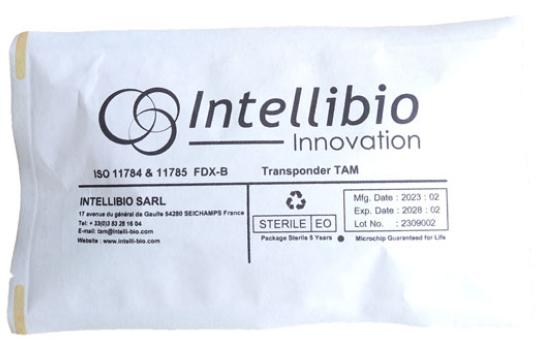 Intellibio
Innovation
ISO 11784 & 11785 FDX-B Transponder TAM
INTELLIBIO SARL
17 avenue du général de Gaulle 54280 SEICHAMPS France
Tel: + 33(0)3 83 28 16 04
E-mail: tam@intelli-bio.com
Website : www.intelli-bio.com
STERILE EO
Package Sterile 5 Years
Mfg. Date : 2023 : 02
Exp. Date : 2028 : 02
Lot No. : 2309002
Microchip Guaranteed for Life